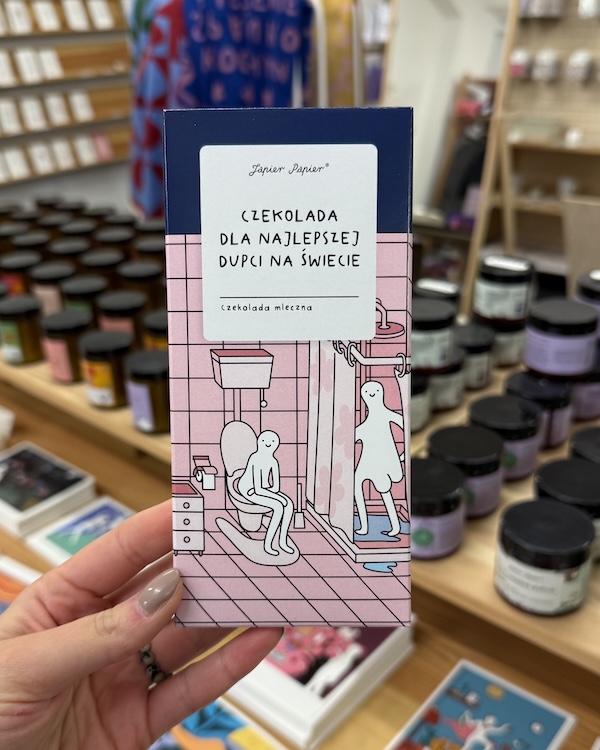 Papier Papier®
CZEKOLADA
DLA NAJLEPSZEJ
DUPCI NA ŚWIECIE
czekolada mleczna